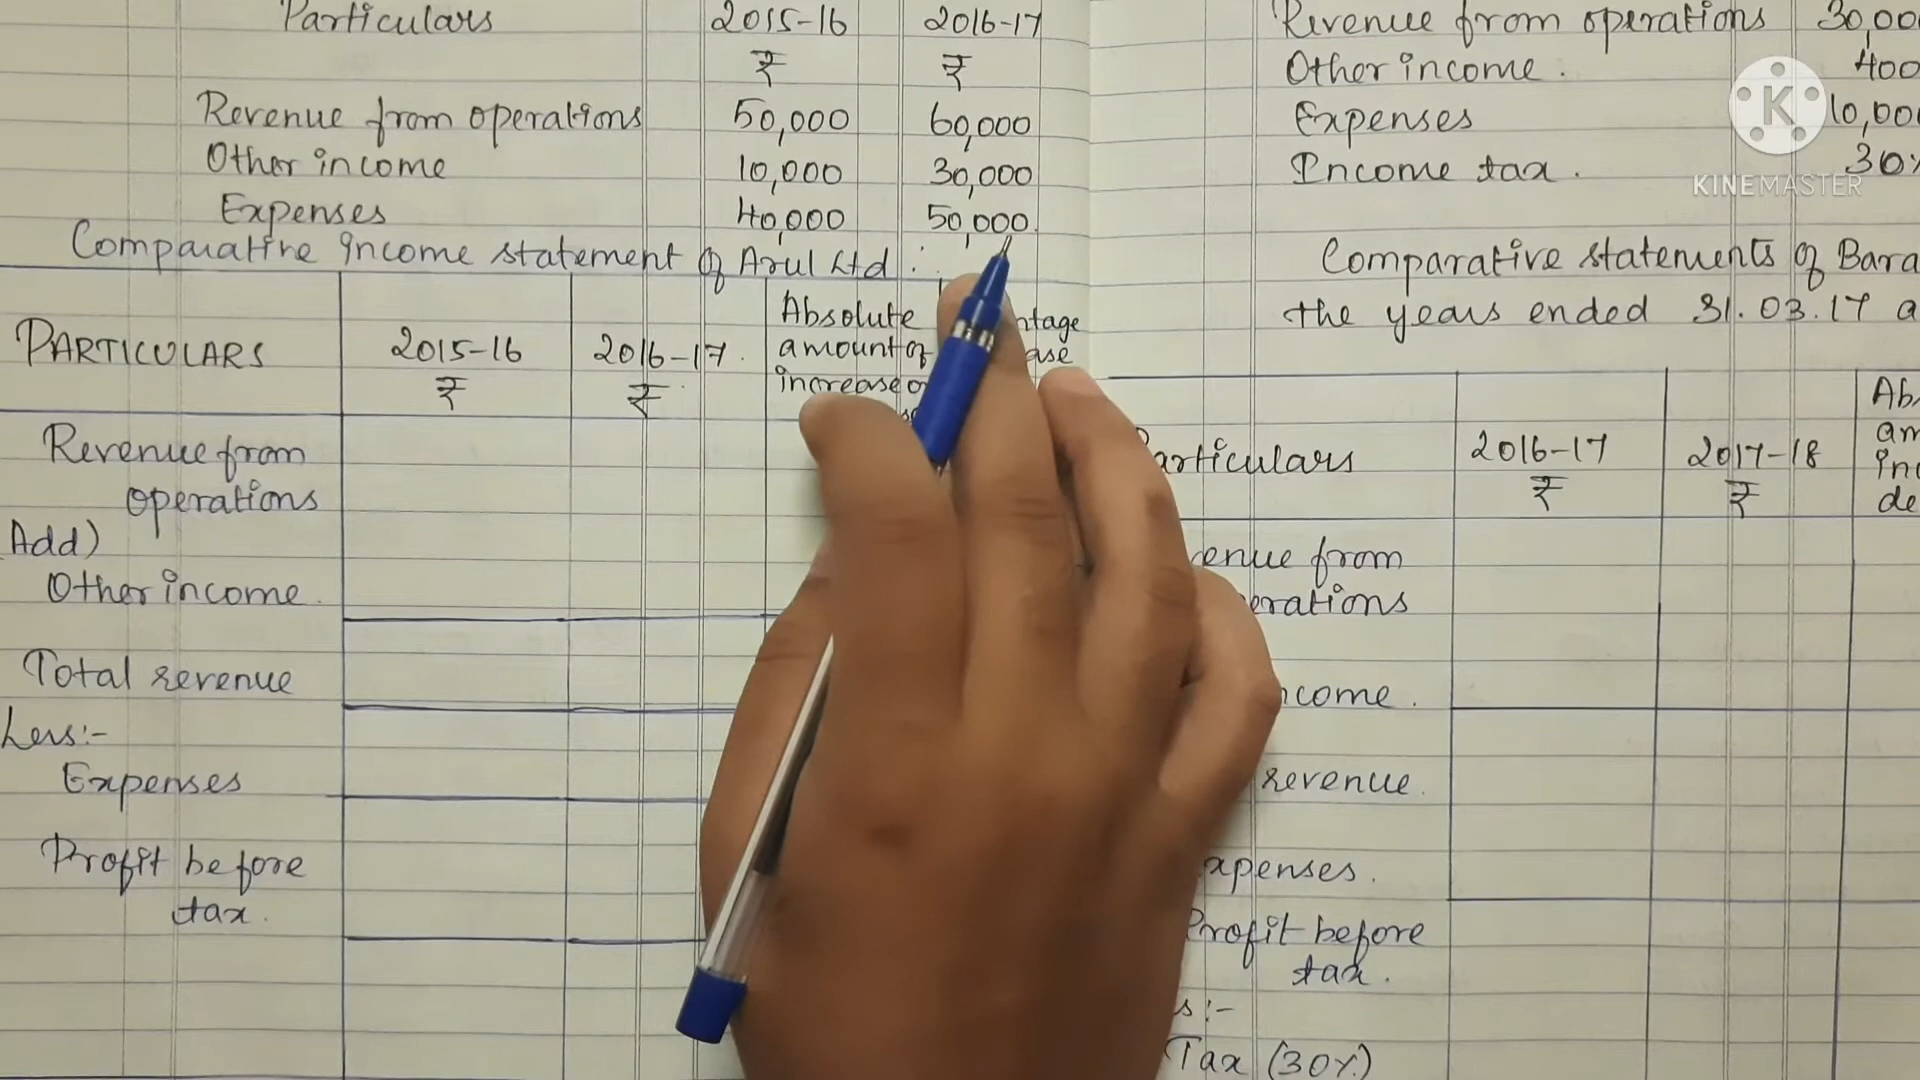 Particulars 2015-16 2016-17
₹ ₹
Revenue from operations 50,000 60,000
Other income 10,000 30,000
Expenses 40,000 50,000
Comparative income statement of Arul Ltd.
PARTICULARS 2015-16 ₹ 2016-17 ₹ Absolute amount of increase
Revenue from
operations
Add)
Other income
Total revenue
Less:-
Expenses
Profit before
tax.
Revenue from operations
Other income.
Expenses
Income tax.
KINEMASTER
Comparative statements of
the years ended 31.03.17
2016-17 ₹ 2017-18 ₹
from
income.
revenue.
Profit before
tax.
Tax (30%)